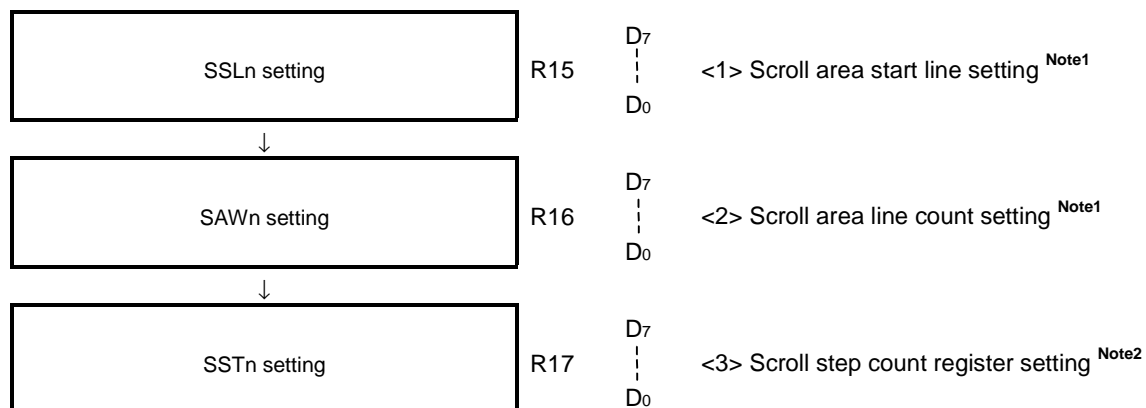 D7
SSLn setting R15 <1> Scroll area start line setting Note1
D0
↓
D7
SAWn setting R16 <2> Scroll area line count setting Note1
D0
↓
D7
SSTn setting R17 <3> Scroll step count register setting Note2
D0